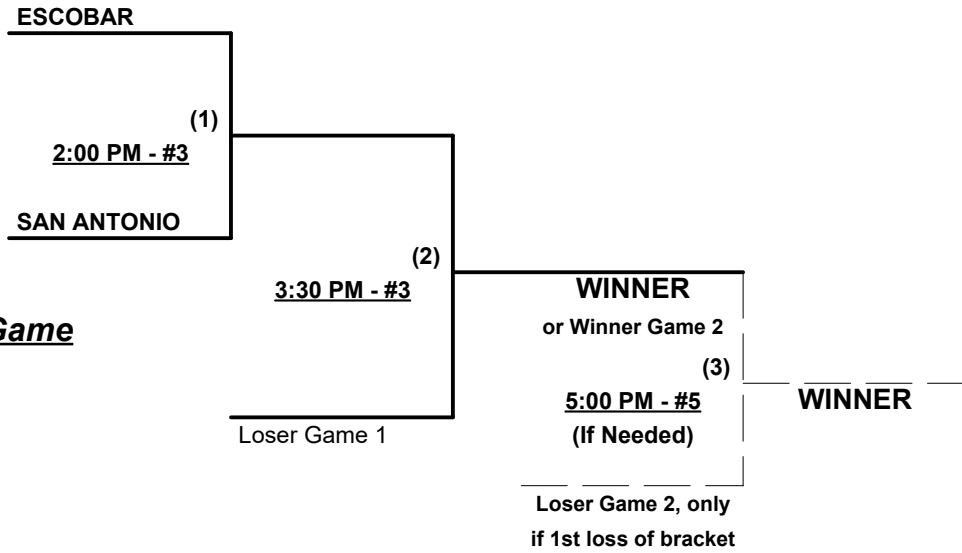 ESCOBAR
(1)
2:00 PM - #3
SAN ANTONIO
(2)
3:30 PM - #3
Game
Loser Game 1
WINNER
or Winner Game 2
(3)
5:00 PM - #5
(If Needed)
WINNER
Loser Game 2, only
if 1st loss of bracket